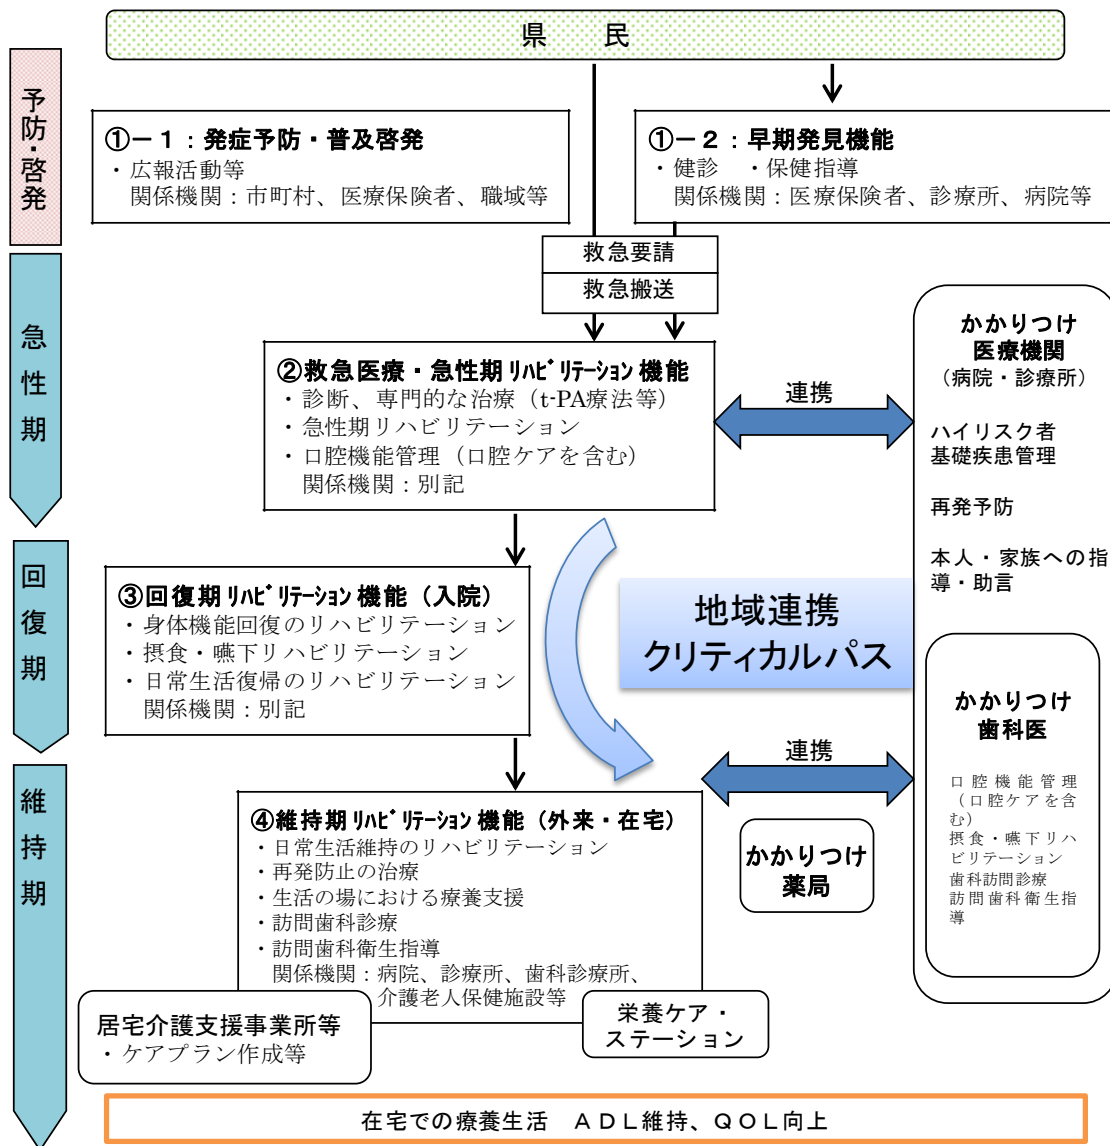 県　民
予防・啓発
①－１：発症予防・普及啓発
・広報活動等
関係機関：市町村、医療保険者、職域等
①－２：早期発見機能
・健診　・保健指導
関係機関：医療保険者、診療所、病院等
救急要請
救急搬送
急性期
②救急医療・急性期ﾘﾊﾋﾞﾘﾃｰｼｮﾝ機能
・診断、専門的な治療（t-PA療法等）
・急性期リハビリテーション
・口腔機能管理（口腔ケアを含む）
関係機関：別記
連携
かかりつけ
医療機関
（病院・診療所）
ハイリスク者
基礎疾患管理
再発予防
本人・家族への指
導・助言
回復期
③回復期ﾘﾊﾋﾞﾘﾃｰｼｮﾝ機能（入院）
・身体機能回復のリハビリテーション
・摂食・嚥下リハビリテーション
・日常生活復帰のリハビリテーション
関係機関：別記
地域連携
クリティカルパス
かかりつけ
歯科医
口腔機能管理
（口腔ケアを含
む）
摂食・嚥下リハ
ビリテーション
歯科訪問診療
訪問歯科衛生指
導
連携
かかりつけ
薬局
維持期
④維持期ﾘﾊﾋﾞﾘﾃｰｼｮﾝ機能（外来・在宅）
・日常生活維持のリハビリテーション
・再発防止の治療
・生活の場における療養支援
・訪問歯科診療
・訪問歯科衛生指導
関係機関：病院、診療所、歯科診療所、
介護老人保健施設等
居宅介護支援事業所等
・ケアプラン作成等
栄養ケア・
ステーション
在宅での療養生活　ＡＤＬ維持、ＱＯＬ向上